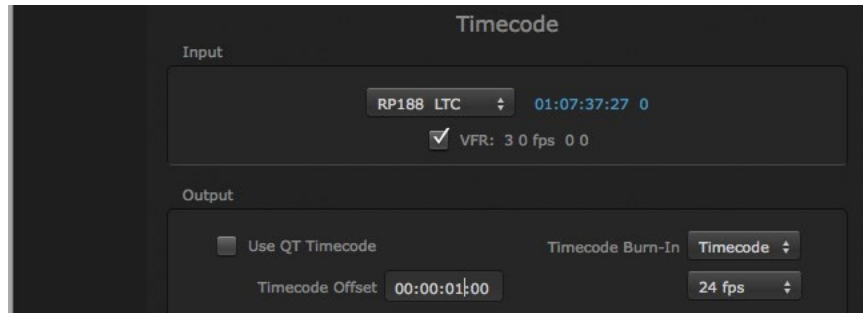 Timecode
Input
RP188 LTC 01:07:37:27 0
VFR: 3 0 fps 0 0
Output
Use QT Timecode Timecode Burn-In Timecode
Timecode Offset 00:00:01:00 24 fps